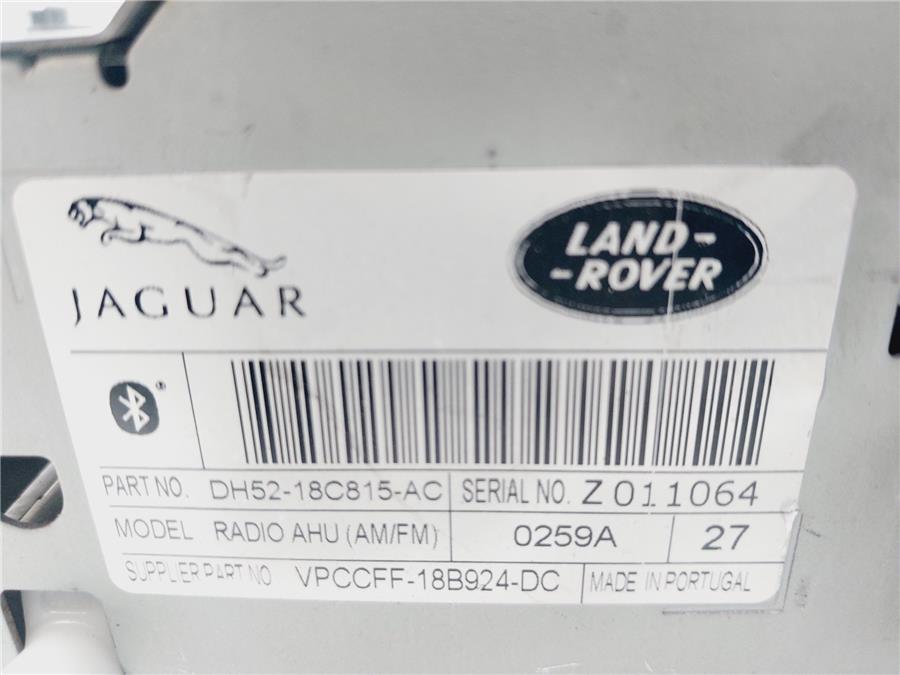 JAGUAR
LAND-
-ROVER
PART NO. DH52-18C815-AC SERIAL NO. Z011064
MODEL RADIO AHU (AM/FM) 0259A 27
SUPPLIER PART NO VPCCFF-18B924-DC MADE IN PORTUGAL